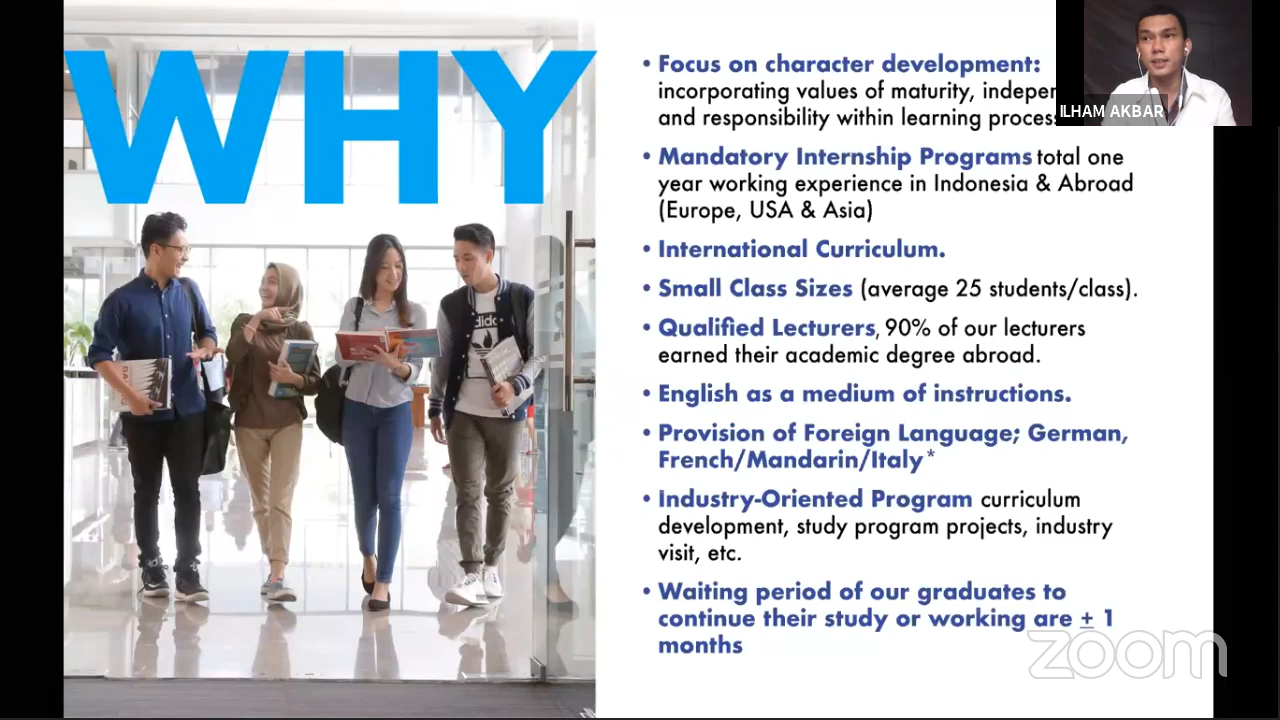 WHY
• Focus on character development:
incorporating values of maturity,
and responsibility within learning
• Mandatory Internship Programs total one
year working experience in Indonesia & Abroad
(Europe, USA & Asia)
• International Curriculum.
• Small Class Sizes (average 25 students/class).
• Qualified Lecturers, 90% of our lecturers
earned their academic degree abroad.
• English as a medium of instructions.
• Provision of Foreign Language; German,
French/Mandarin/Italy*
• Industry-Oriented Program curriculum
development, study program projects, industry
visit, etc.
• Waiting period of our graduates to
continue their study or working are ± 1
months
ILHAM AKBAR
zoom